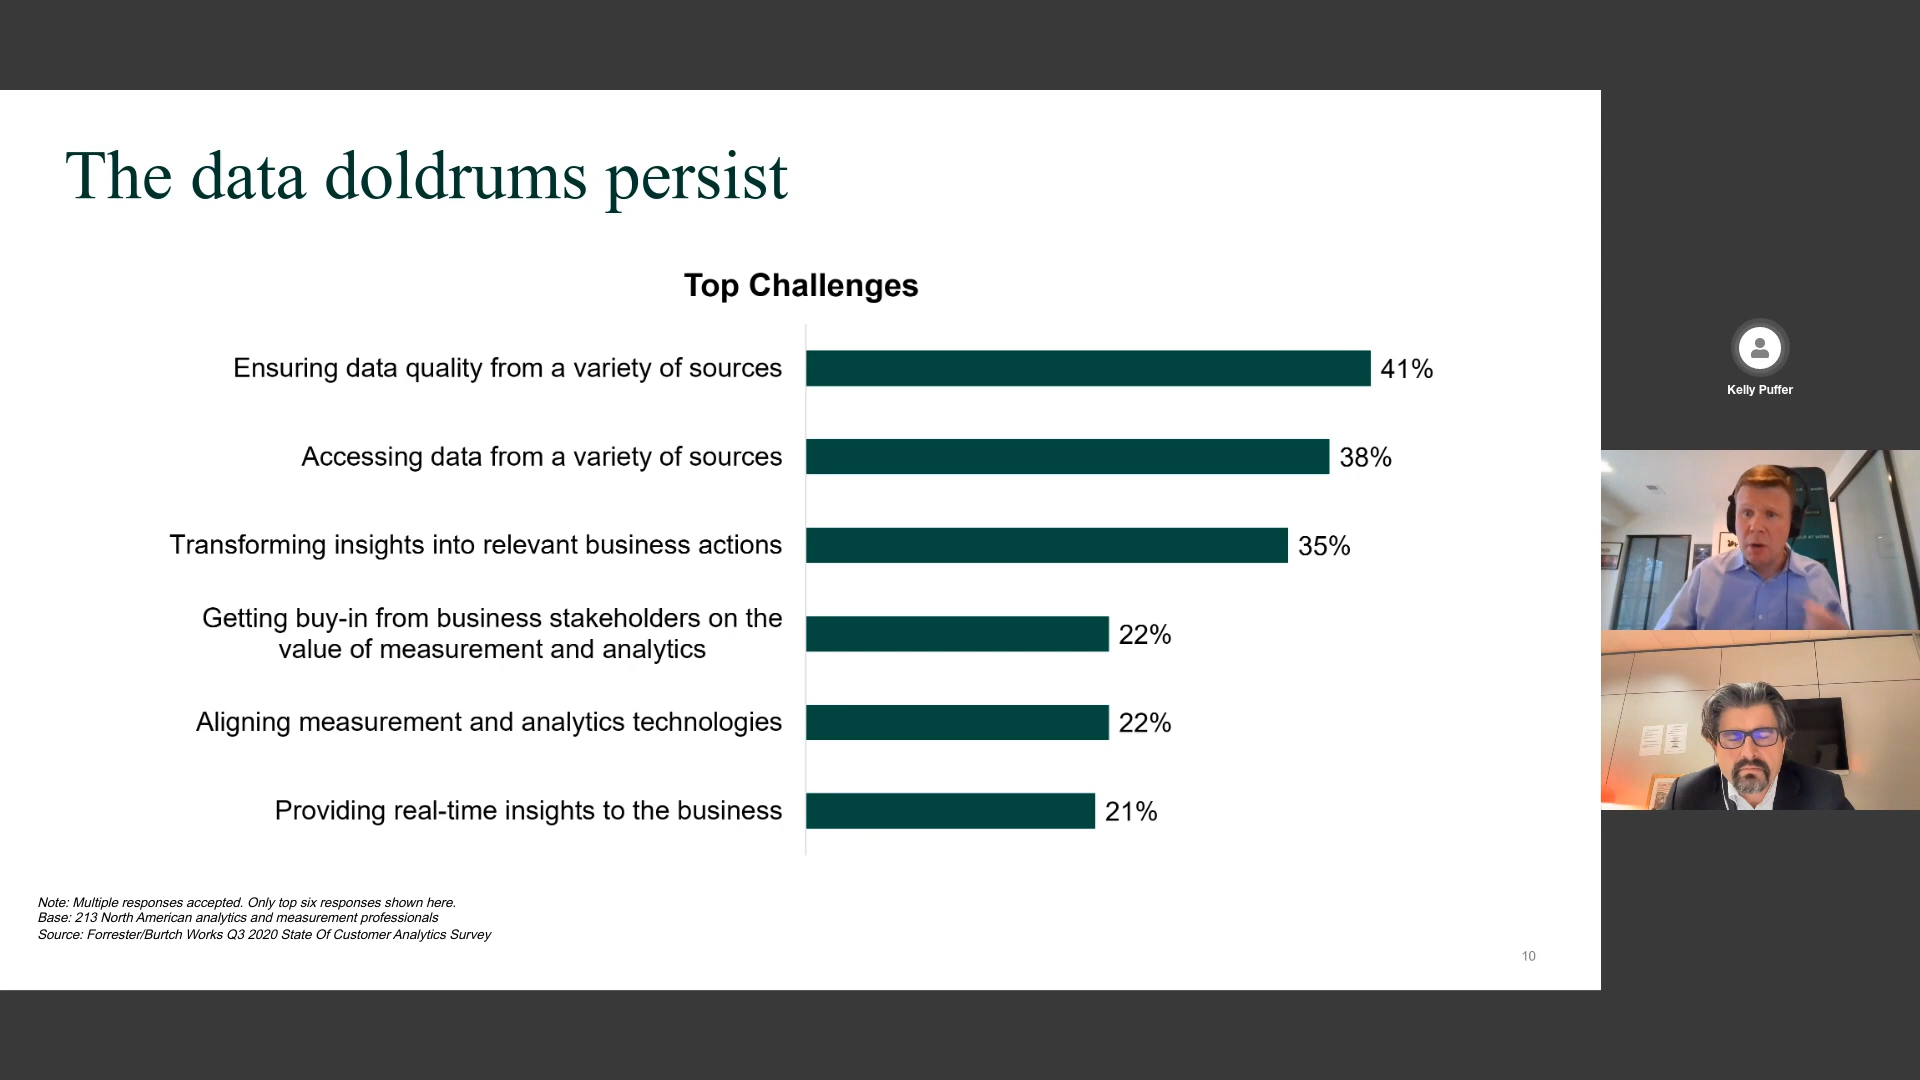 The data doldrums persist
Top Challenges
Ensuring data quality from a variety of sources
41%
Accessing data from a variety of sources
38%
Transforming insights into relevant business actions
35%
Getting buy-in from business stakeholders on the
value of measurement and analytics
22%
Aligning measurement and analytics technologies
22%
Providing real-time insights to the business
21%
Note: Multiple responses accepted. Only top six responses shown here.
Base: 213 North American analytics and measurement professionals
Source: Forrester/Burtch Works Q3 2020 State Of Customer Analytics Survey
10
Kelly Puffer